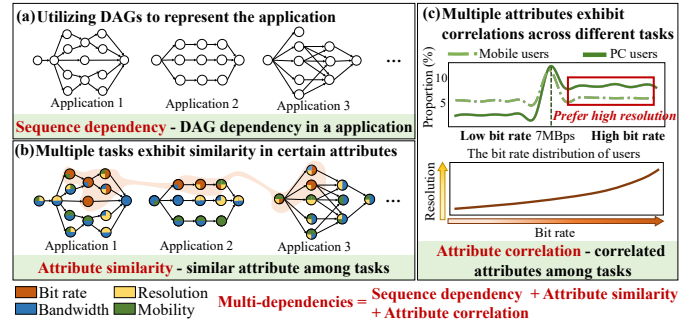 (a) Utilizing DAGs to represent the application
Application 1
Application 2
Application 3
...
Sequence dependency - DAG dependency in a application
(b) Multiple tasks exhibit similarity in certain attributes
Application 1
Application 2
Application 3
...
Attribute similarity - similar attribute among tasks
(c) Multiple attributes exhibit
correlations across different tasks
Mobile users
PC users
Proportion (%)
10
5
Prefer high resolution
Low bit rate 7MBps High bit rate
The bit rate distribution of users
Resolution
Bit rate
Attribute correlation - correlated
attributes among tasks
Bit rate
Resolution
Bandwidth
Mobility
Multi-dependencies = Sequence dependency + Attribute similarity
+ Attribute correlation